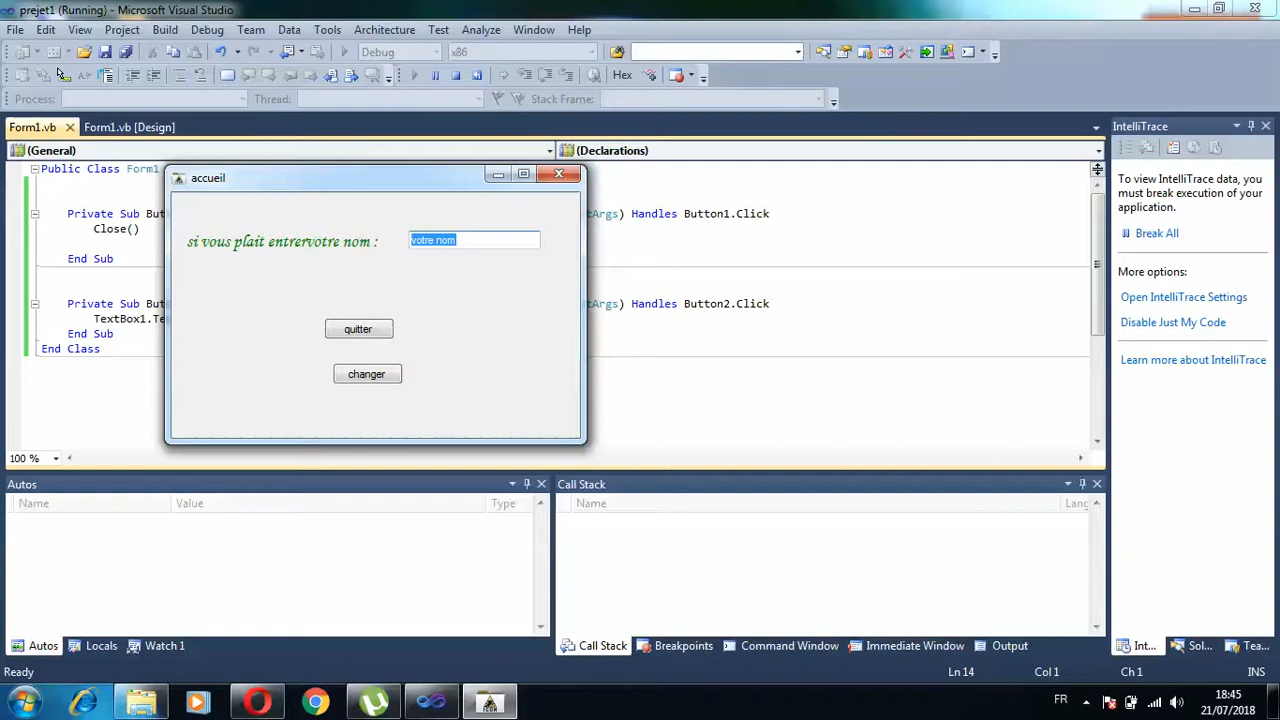 prejet1 (Running) - Microsoft Visual Studio
File Edit View Project Build Debug Team Data Tools Architecture Test Analyze Window Help
Debug x86
Hex
Process: Thread: Stack Frame:
Form1.vb Form1.vb [Design]
(General) (Declarations)
Public Class Form1
Private Sub But tArgs) Handles Button1.Click
Close()
End Sub
Private Sub But tArgs) Handles Button2.Click
TextBox1.Te
End Sub
End Class
accueil
si vous plait entrervotre nom :
votre nom
quitter
changer
100 %
IntelliTrace
To view IntelliTrace data, you
must break execution of your
application.
Break All
More options:
Open IntelliTrace Settings
Disable Just My Code
Learn more about IntelliTrace
Autos
Name Value Type
Call Stack
Name Lang
Autos Locals Watch 1
Call Stack Breakpoints Command Window Immediate Window Output
Int... Sol... Tea...
Ready Ln 14 Col 1 Ch 1 INS
FR
18:45
21/07/2018